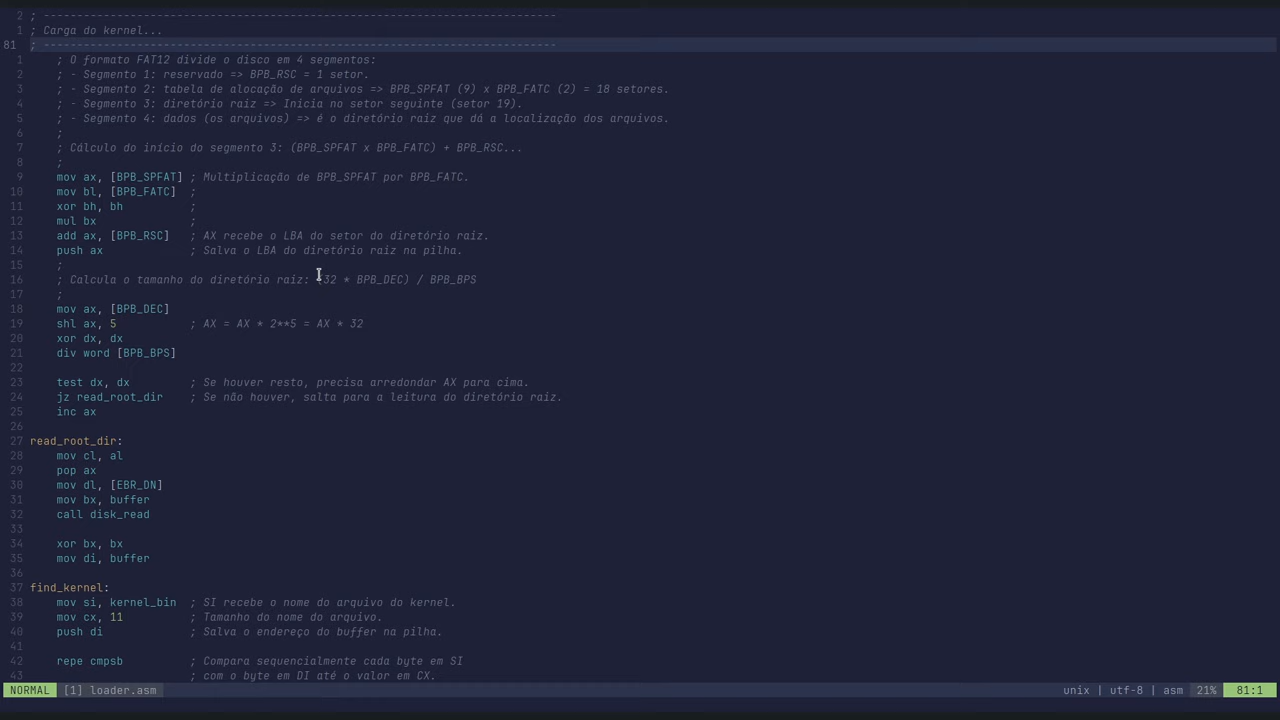 2 ; -----------------------------------------------------------------------------
1 ; Carga do kernel...
81 ; -----------------------------------------------------------------------------
1 ; O formato FAT12 divide o disco em 4 segmentos:
2 ; - Segmento 1: reservado => BPB_RSC = 1 setor.
3 ; - Segmento 2: tabela de alocação de arquivos => BPB_SPFAT (9) x BPB_FATC (2) = 18 setores.
4 ; - Segmento 3: diretório raiz => Inicia no setor seguinte (setor 19).
5 ; - Segmento 4: dados (os arquivos) => é o diretório raiz que dá a localização dos arquivos.
6 ;
7 ; Cálculo do início do segmento 3: (BPB_SPFAT x BPB_FATC) + BPB_RSC...
8 ;
9 mov ax, [BPB_SPFAT] ; Multiplicação de BPB_SPFAT por BPB_FATC.
10 mov bl, [BPB_FATC] ;
11 xor bh, bh ;
12 mul bx ;
13 add ax, [BPB_RSC] ; AX recebe o LBA do setor do diretório raiz.
14 push ax ; Salva o LBA do diretório raiz na pilha.
15 ;
16 ; Calcula o tamanho do diretório raiz: (32 * BPB_DEC) / BPB_BPS
17 ;
18 mov ax, [BPB_DEC]
19 shl ax, 5 ; AX = AX * 2**5 = AX * 32
20 xor dx, dx
21 div word [BPB_BPS]
22
23 test dx, dx ; Se houver resto, precisa arredondar AX para cima.
24 jz read_root_dir ; Se não houver, salta para a leitura do diretório raiz.
25 inc ax
26
27 read_root_dir:
28 mov cl, al
29 pop ax
30 mov dl, [EBR_DN]
31 mov bx, buffer
32 call disk_read
33
34 xor bx, bx
35 mov di, buffer
36
37 find_kernel:
38 mov si, kernel_bin ; SI recebe o nome do arquivo do kernel.
39 mov cx, 11 ; Tamanho do nome do arquivo.
40 push di ; Salva o endereço do buffer na pilha.
41
42 repe cmpsb ; Compara sequencialmente cada byte em SI
43 ; com o byte em DI até o valor em CX.
NORMAL [1] loader.asm unix | utf-8 | asm 21% 81:1